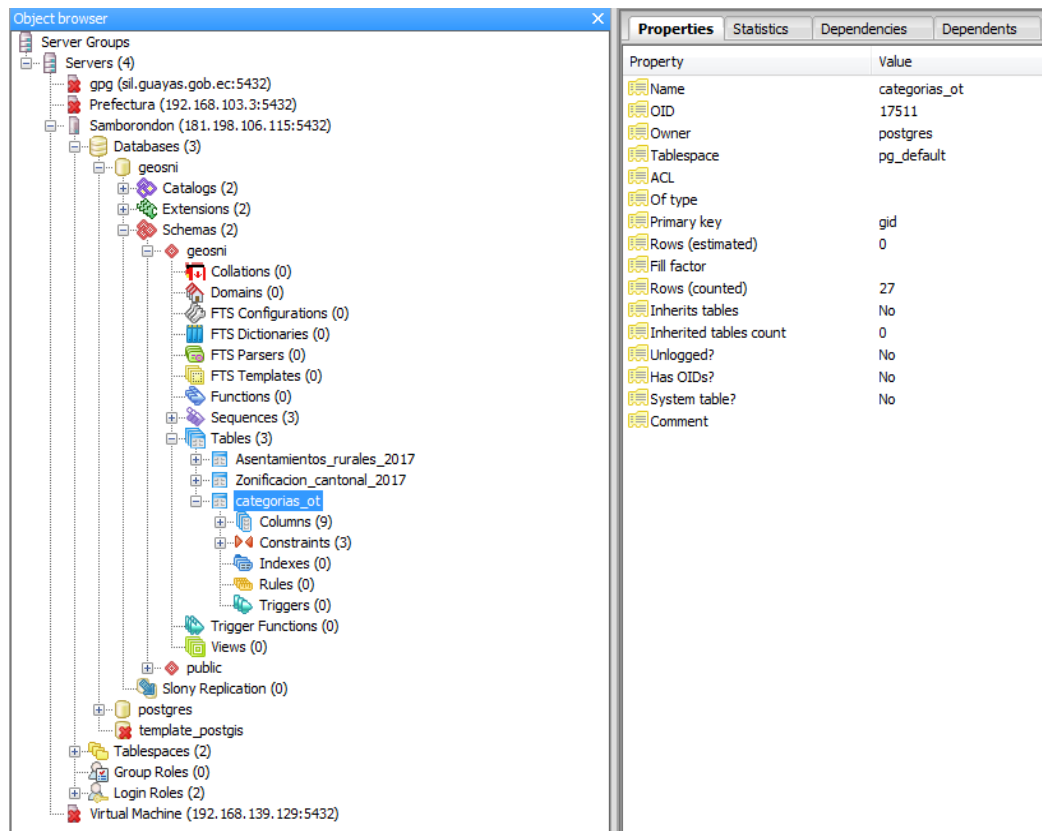 Object browser
Server Groups
Servers (4)
gpg (sil.guayas.gob.ec:5432)
Prefectura (192.168.103.3:5432)
Samborondon (181.198.106.115:5432)
Databases (3)
geosni
Catalogs (2)
Extensions (2)
Schemas (2)
geosni
Collations (0)
Domains (0)
FTS Configurations (0)
FTS Dictionaries (0)
FTS Parsers (0)
FTS Templates (0)
Functions (0)
Sequences (3)
Tables (3)
Asentamientos_rurales_2017
Zonificacion_cantonal_2017
categorias_ot
Columns (9)
Constraints (3)
Indexes (0)
Rules (0)
Triggers (0)
Trigger Functions (0)
Views (0)
public
Slony Replication (0)
postgres
template_postgis
Tablespaces (2)
Group Roles (0)
Login Roles (2)
Virtual Machine (192.168.139.129:5432)
Properties Statistics Dependencies Dependents
Property Value
Name categorias_ot
OID 17511
Owner postgres
Tablespace pg_default
ACL
Of type
Primary key gid
Rows (estimated) 0
Fill factor
Rows (counted) 27
Inherits tables No
Inherited tables count 0
Unlogged? No
Has OIDs? No
System table? No
Comment